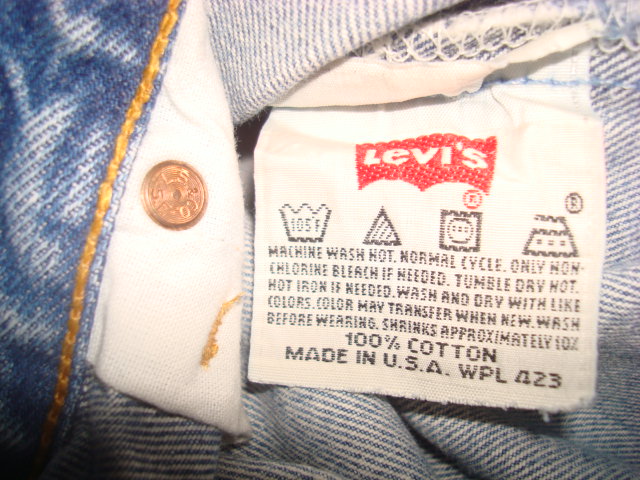 Levi's
®
®
105F
MACHINE WASH HOT. NORMAL CYCLE. ONLY NON-
CHLORINE BLEACH IF NEEDED. TUMBLE DRY HOT.
HOT IRON IF NEEDED. WASH AND DRY WITH LIKE
COLORS. COLOR MAY TRANSFER WHEN NEW. WASH
BEFORE WEARING. SHRINKS APPROXIMATELY 10%
100% COTTON
MADE IN U.S.A. WPL 423